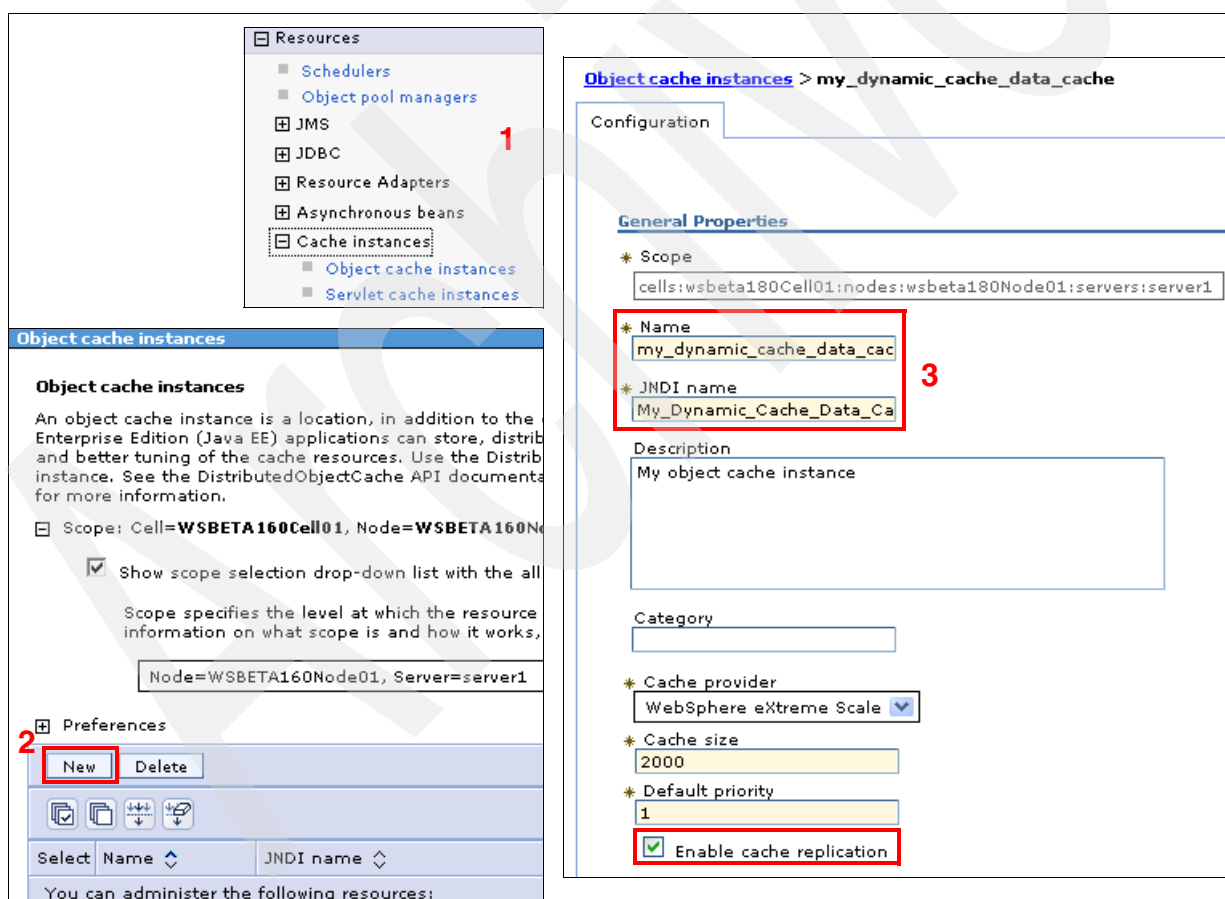 Resources
Schedulers
Object pool managers
JMS
1
JDBC
Resource Adapters
Asynchronous beans
Cache instances
Object cache instances
Servlet cache instances
Object cache instances
Object cache instances
An object cache instance is a location, in addition to the
Enterprise Edition (Java EE) applications can store, distrib
and better tuning of the cache resources. Use the Distrib
instance. See the DistributedObjectCache API documenta
for more information.
Scope: Cell=WSBETA160Cell01, Node=WSBETA160No
Show scope selection drop-down list with the all
Scope specifies the level at which the resource
information on what scope is and how it works,
Node=WSBETA160Node01, Server=server1
Preferences
2
New Delete
Select Name JNDI name
You can administer the following resources:
Object cache instances > my_dynamic_cache_data_cache
Configuration
General Properties
* Scope
cells:wsbeta180Cell01:nodes:wsbeta180Node01:servers:server1
* Name
my_dynamic_cache_data_cac
3
* JNDI name
My_Dynamic_Cache_Data_Ca
Description
My object cache instance
Category
* Cache provider
WebSphere eXtreme Scale
* Cache size
2000
* Default priority
1
Enable cache replication